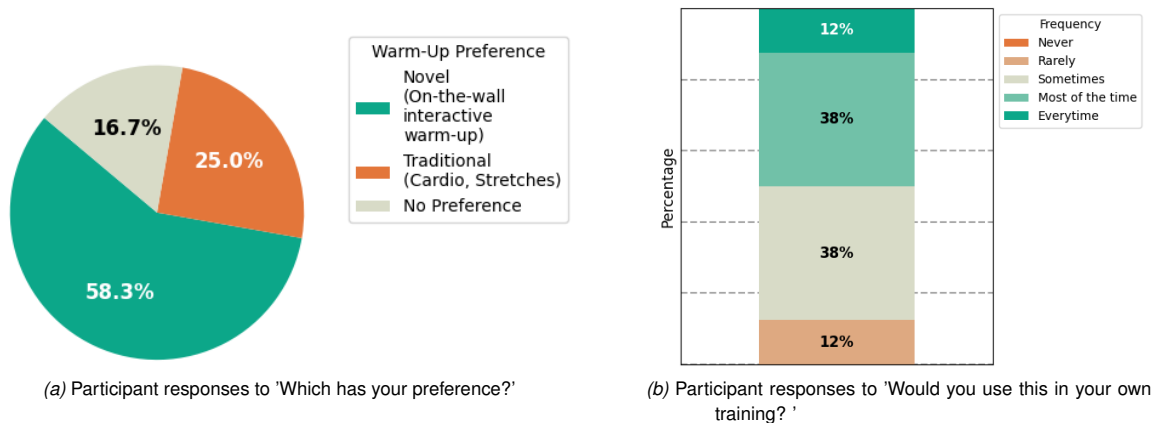 Warm-Up Preference
Novel
(On-the-wall
interactive
warm-up)
Traditional
(Cardio, Stretches)
No Preference
16.7%
25.0%
58.3%
(a) Participant responses to 'Which has your preference?'
Percentage
12%
38%
38%
12%
Frequency
Never
Rarely
Sometimes
Most of the time
Everytime
(b) Participant responses to 'Would you use this in your own
training? '